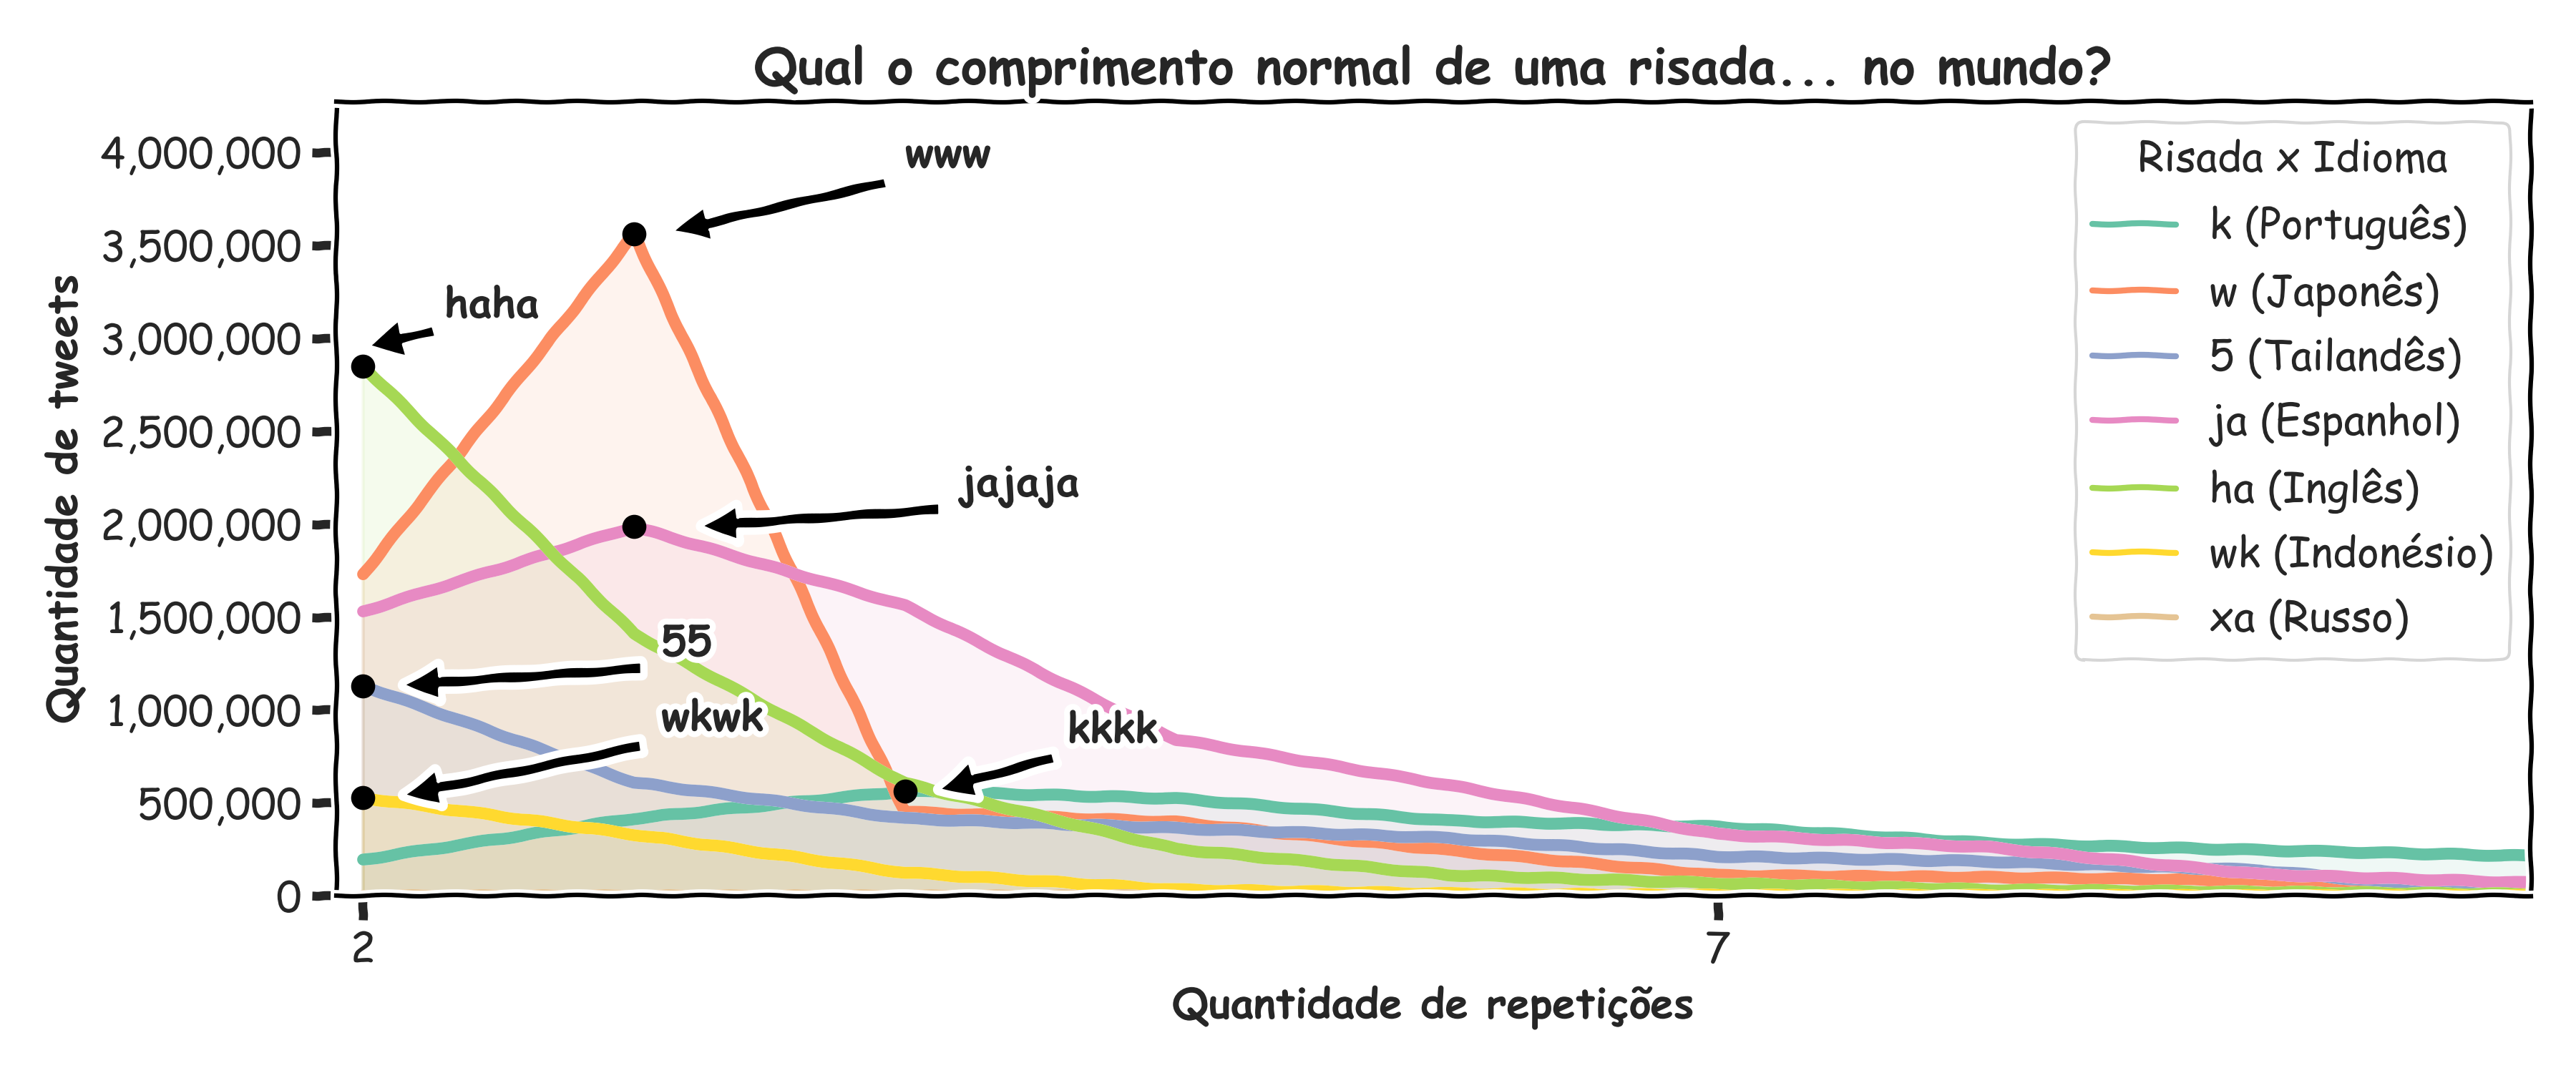 Qual o comprimento normal de uma risada... no mundo?
Quantidade de tweets
4,000,000
3,500,000
3,000,000
2,500,000
2,000,000
1,500,000
1,000,000
500,000
0
www
haha
jajaja
55
wkwk
kkkk
Risada x Idioma
k (Português)
w (Japonês)
5 (Tailandês)
ja (Espanhol)
ha (Inglês)
wk (Indonésio)
xa (Russo)
2
7
Quantidade de repetições